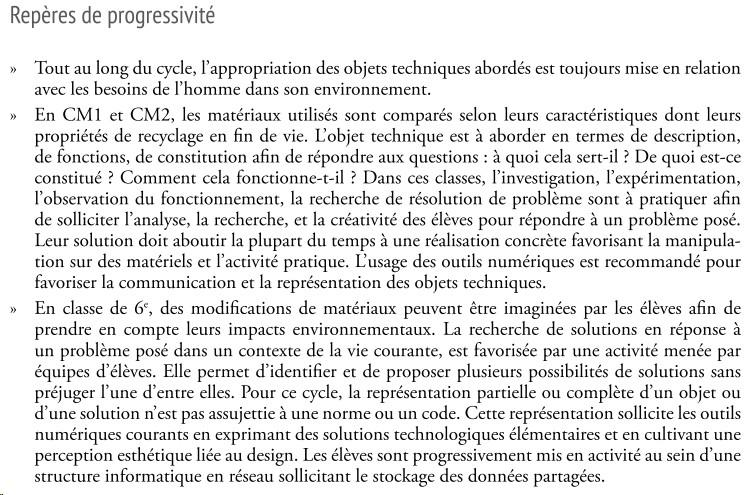 Repères de progressivité
» Tout au long du cycle, l’appropriation des objets techniques abordés est toujours mise en relation
avec les besoins de l’homme dans son environnement.
» En CM1 et CM2, les matériaux utilisés sont comparés selon leurs caractéristiques dont leurs
propriétés de recyclage en fin de vie. L’objet technique est à aborder en termes de description,
de fonctions, de constitution afin de répondre aux questions : à quoi cela sert-il ? De quoi est-ce
constitué ? Comment cela fonctionne-t-il ? Dans ces classes, l’investigation, l’expérimentation,
l’observation du fonctionnement, la recherche de résolution de problème sont à pratiquer afin
de solliciter l’analyse, la recherche, et la créativité des élèves pour répondre à un problème posé.
Leur solution doit aboutir la plupart du temps à une réalisation concrète favorisant la manipula-
tion sur des matériels et l’activité pratique. L’usage des outils numériques est recommandé pour
favoriser la communication et la représentation des objets techniques.
» En classe de 6e, des modifications de matériaux peuvent être imaginées par les élèves afin de
prendre en compte leurs impacts environnementaux. La recherche de solutions en réponse à
un problème posé dans un contexte de la vie courante, est favorisée par une activité menée par
équipes d’élèves. Elle permet d’identifier et de proposer plusieurs possibilités de solutions sans
préjuger l’une d’entre elles. Pour ce cycle, la représentation partielle ou complète d’un objet ou
d’une solution n’est pas assujettie à une norme ou un code. Cette représentation sollicite les outils
numériques courants en exprimant des solutions technologiques élémentaires et en cultivant une
perception esthétique liée au design. Les élèves sont progressivement mis en activité au sein d’une
structure informatique en réseau sollicitant le stockage des données partagées.